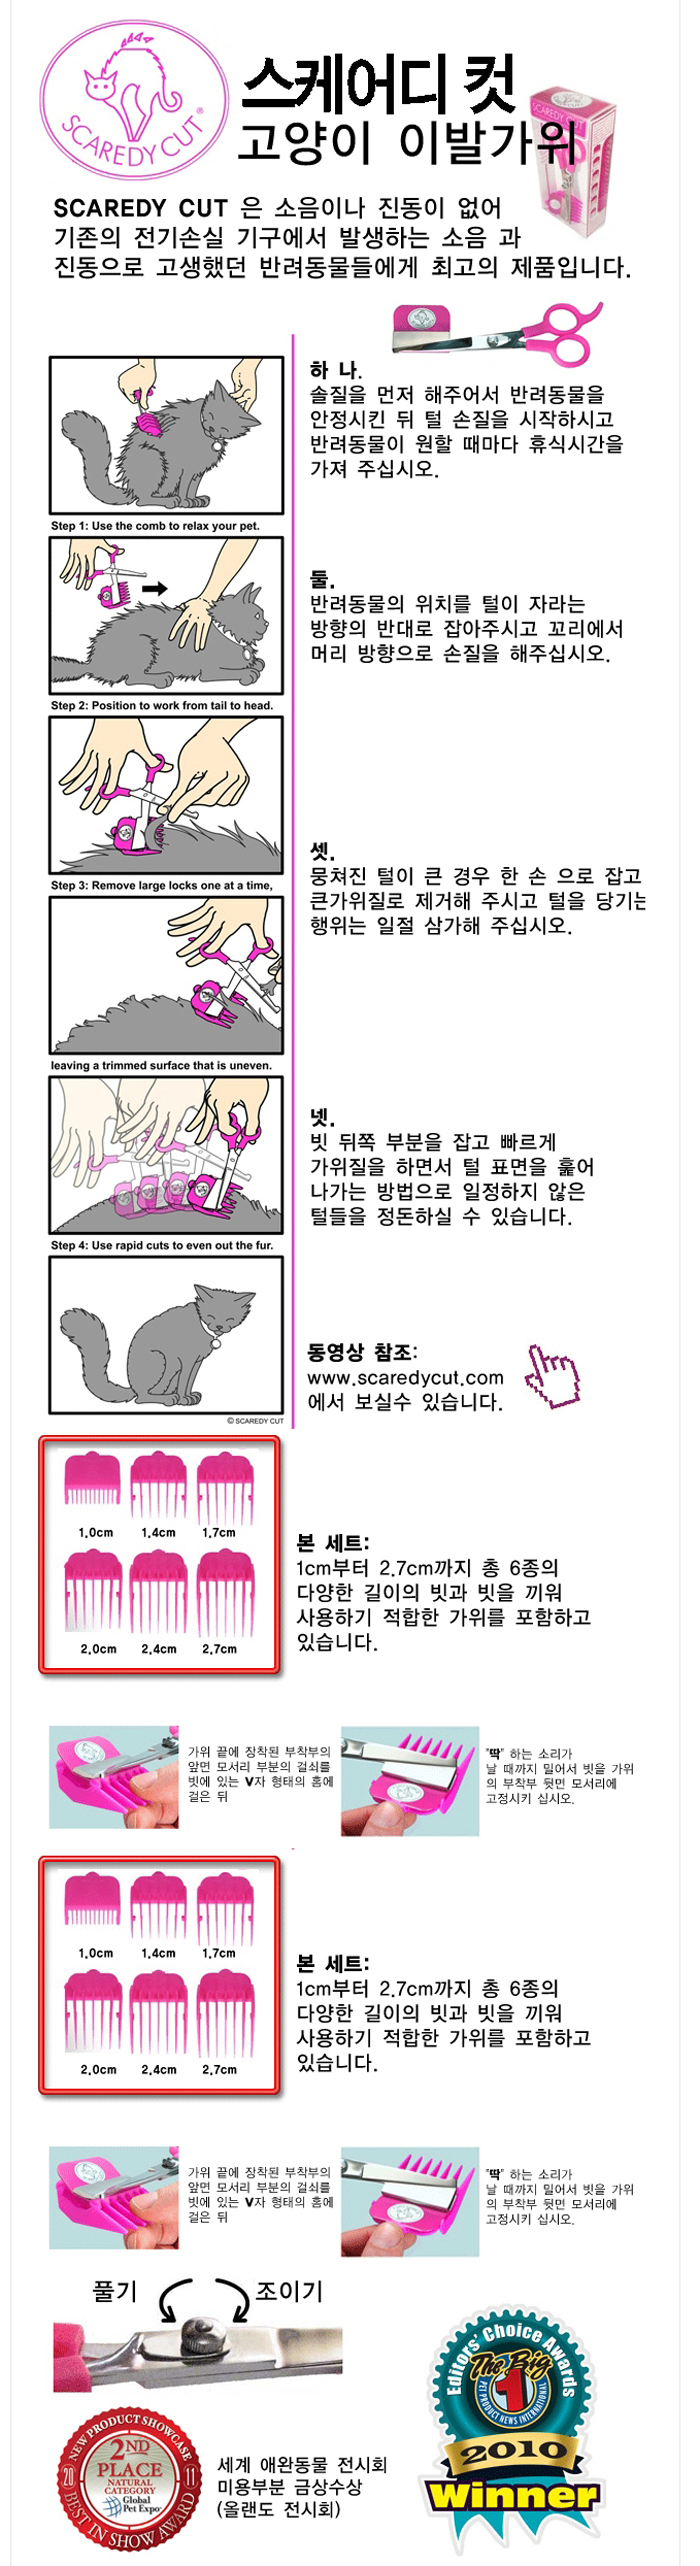 SCAREDY CUT®
스케어디 컷
고양이 이발가위
SCAREDY CUT
SCAREDY CUT 은 소음이나 진동이 없어
기존의 전기손실 기구에서 발생하는 소음 과
진동으로 고생했던 반려동물들에게 최고의 제품입니다.
하 나.
솔질을 먼저 해주어서 반려동물을
안정시킨 뒤 털 손질을 시작하시고
반려동물이 원할 때마다 휴식시간을
가져 주십시오.
Step 1: Use the comb to relax your pet.
둘.
반려동물의 위치를 털이 자라는
방향의 반대로 잡아주시고 꼬리에서
머리 방향으로 손질을 해주십시오.
Step 2: Position to work from tail to head.
셋.
뭉쳐진 털이 큰 경우 한 손 으로 잡고
큰가위질로 제거해 주시고 털을 당기는
행위는 일절 삼가해 주십시오.
Step 3: Remove large locks one at a time,
leaving a trimmed surface that is uneven.
넷.
빗 뒤쪽 부분을 잡고 빠르게
가위질을 하면서 털 표면을 훑어
나가는 방법으로 일정하지 않은
털들을 정돈하실 수 있습니다.
Step 4: Use rapid cuts to even out the fur.
동영상 참조:
www.scaredycut.com
에서 보실수 있습니다.
© SCAREDY CUT
1.0cm 1.4cm 1.7cm
2.0cm 2.4cm 2.7cm
본 세트:
1cm부터 2.7cm까지 총 6종의
다양한 길이의 빗과 빗을 끼워
사용하기 적합한 가위를 포함하고
있습니다.
가위 끝에 장착된 부착부의
앞면 모서리 부분의 걸쇠를
빗에 있는 V자 형태의 홈에
걸은 뒤
"딱" 하는 소리가
날 때까지 밀어서 빗을 가위
의 부착부 뒷면 모서리에
고정시키 십시오.
1.0cm 1.4cm 1.7cm
2.0cm 2.4cm 2.7cm
본 세트:
1cm부터 2.7cm까지 총 6종의
다양한 길이의 빗과 빗을 끼워
사용하기 적합한 가위를 포함하고
있습니다.
가위 끝에 장착된 부착부의
앞면 모서리 부분의 걸쇠를
빗에 있는 V자 형태의 홈에
걸은 뒤
"딱" 하는 소리가
날 때까지 밀어서 빗을 가위
의 부착부 뒷면 모서리에
고정시키 십시오.
풀기 조이기
Editors' Choice Awards
The Big
1
PET PRODUCT NEWS INTERNATIONAL
2010
Winner
NEW PRODUCT SHOWCASE
2ND
PLACE
NATURAL
CATEGORY
20 11
Global
Pet Expo
BEST IN SHOW AWARD
세계 애완동물 전시회
미용부분 금상수상
(올랜도 전시회)